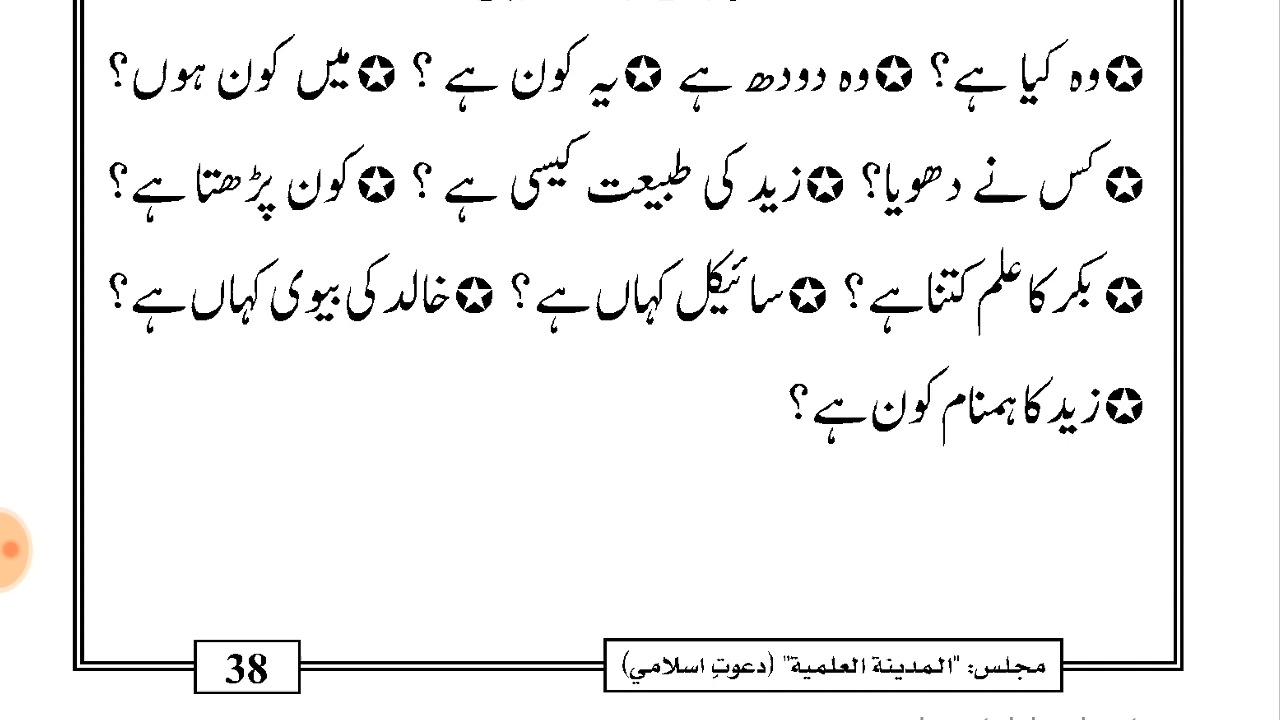 ✪وہ کیا ہے؟ ✪وہ دودھ ہے ✪یہ کون ہے ؟ ✪میں کون ہوں؟
✪ کس نے دھویا؟ ✪زید کی طبیعت کیسی ہے ؟ ✪کون پڑھتا ہے؟
✪ بکر کا علم کتنا ہے ؟ ✪سائیکل کہاں ہے ؟ ✪خالد کی بیوی کہاں ہے؟
✪زید کا ہمنام کون ہے ؟
مجلس: "المدينة العلمية" (دعوتِ اسلامي)
38